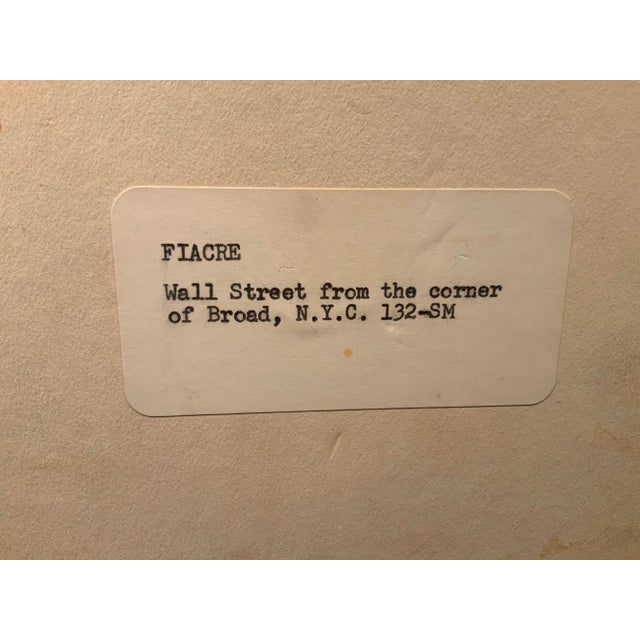 FIACRE
Wall Street from the corner
of Broad, N.Y.C. 132-SM